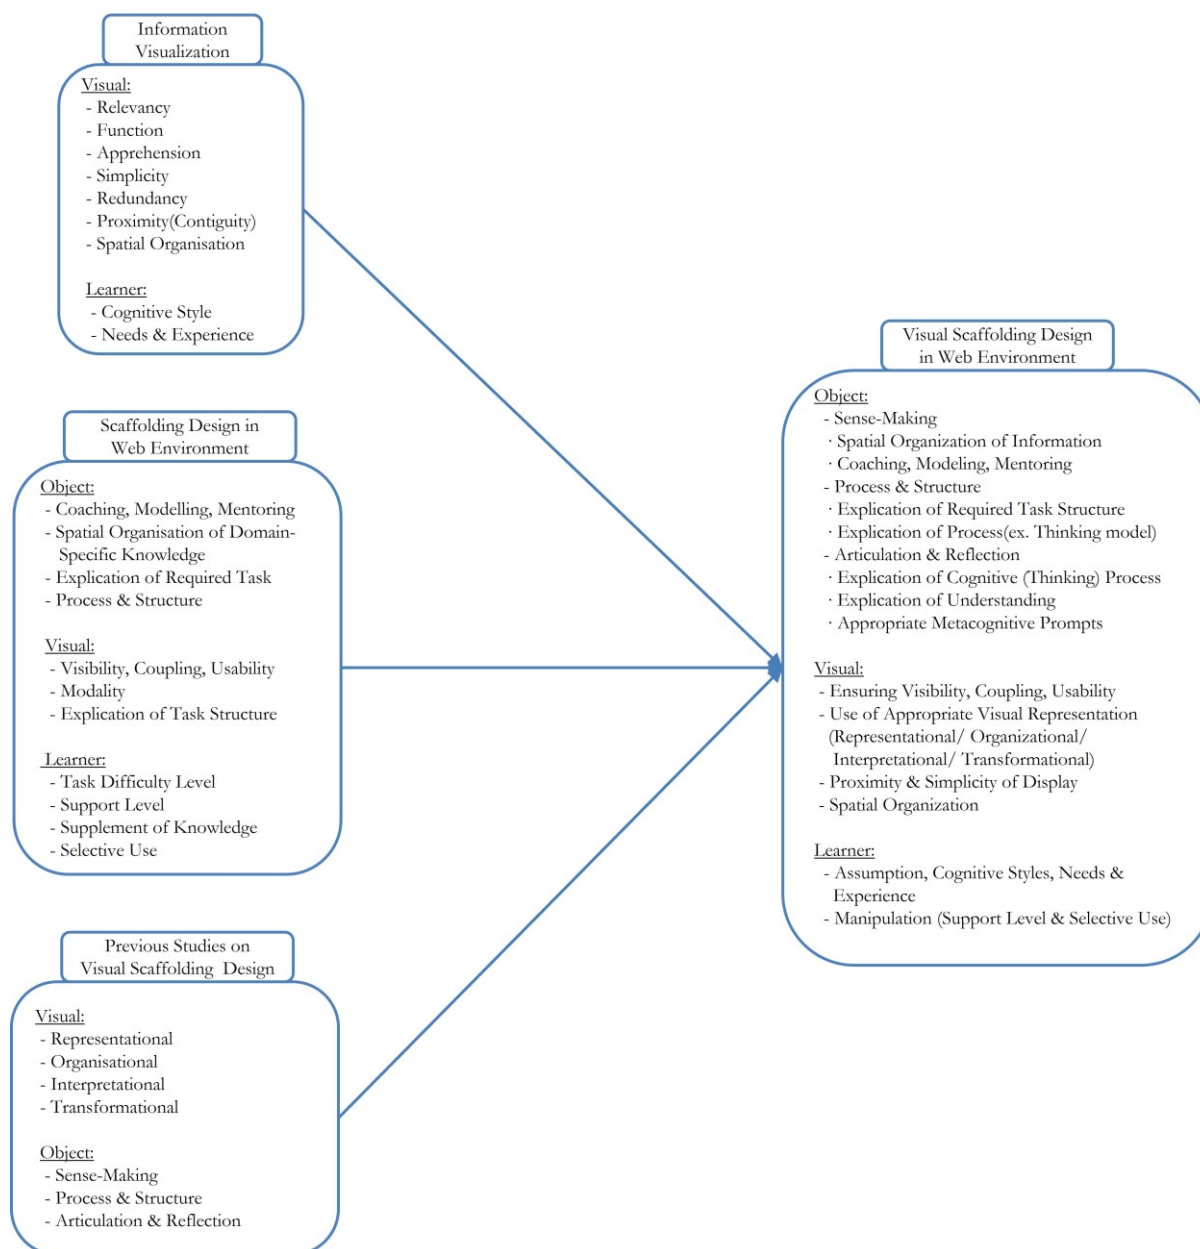 Information
Visualization
Visual:
- Relevancy
- Function
- Apprehension
- Simplicity
- Redundancy
- Proximity(Contiguity)
- Spatial Organisation
Learner:
- Cognitive Style
- Needs & Experience
Scaffolding Design in
Web Environment
Object:
- Coaching, Modelling, Mentoring
- Spatial Organisation of Domain-
Specific Knowledge
- Explication of Required Task
- Process & Structure
Visual:
- Visibility, Coupling, Usability
- Modality
- Explication of Task Structure
Learner:
- Task Difficulty Level
- Support Level
- Supplement of Knowledge
- Selective Use
Previous Studies on
Visual Scaffolding Design
Visual:
- Representational
- Organisational
- Interpretational
- Transformational
Object:
- Sense-Making
- Process & Structure
- Articulation & Reflection
Visual Scaffolding Design
in Web Environment
Object:
- Sense-Making
· Spatial Organization of Information
· Coaching, Modeling, Mentoring
- Process & Structure
· Explication of Required Task Structure
· Explication of Process(ex. Thinking model)
- Articulation & Reflection
· Explication of Cognitive (Thinking) Process
· Explication of Understanding
· Appropriate Metacognitive Prompts
Visual:
- Ensuring Visibility, Coupling, Usability
- Use of Appropriate Visual Representation
(Representational/ Organizational/
Interpretational/ Transformational)
- Proximity & Simplicity of Display
- Spatial Organization
Learner:
- Assumption, Cognitive Styles, Needs &
Experience
- Manipulation (Support Level & Selective Use)